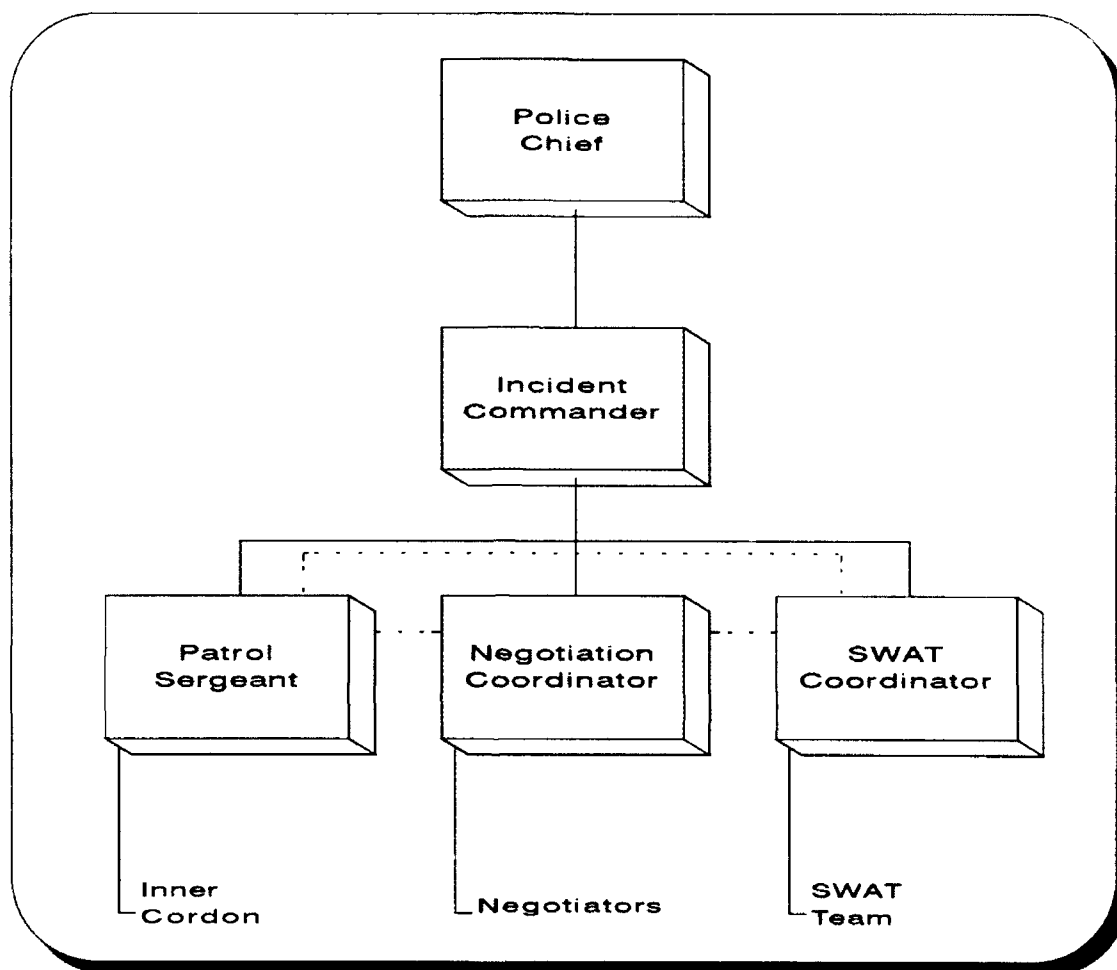 Police
Chief
Incident
Commander
Patrol
Sergeant
Negotiation
Coordinator
SWAT
Coordinator
Inner
Cordon
Negotiators
SWAT
Team